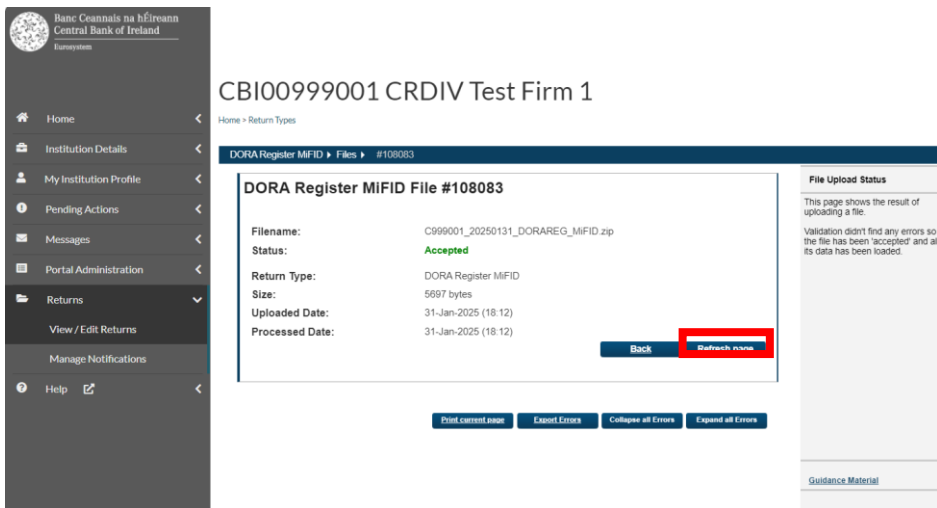 Banc Ceannais na hÉireann
Central Bank of Ireland
Eurosystem
Home
Institution Details
My Institution Profile
Pending Actions
Messages
Portal Administration
Returns
View / Edit Returns
Manage Notifications
Help
CBI00999001 CRDIV Test Firm 1
Home > Return Types
DORA Register MiFID Files #108083
DORA Register MiFID File #108083
Filename: C999001_20250131_DORAREG_MiFID.zip
Status: Accepted
Return Type: DORA Register MiFID
Size: 5697 bytes
Uploaded Date: 31-Jan-2025 (18:12)
Processed Date: 31-Jan-2025 (18:12)
Back Refresh page
Print current page Export Errors Collapse all Errors Expand all Errors
File Upload Status
This page shows the result of
uploading a file.
Validation didn't find any errors so
the file has been 'accepted' and al
its data has been loaded.
Guidance Material